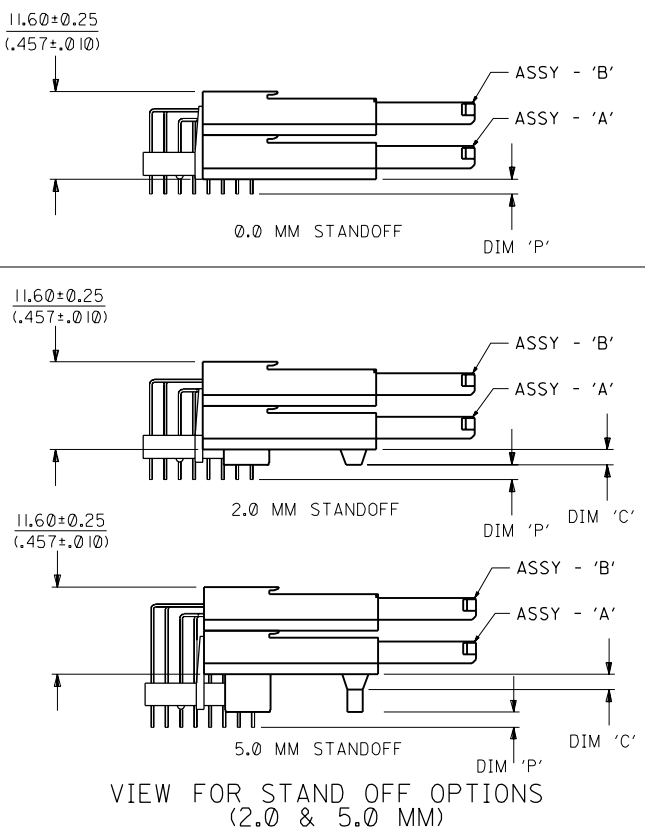 11.60±0.25
(.457±.010)
ASSY - 'B'
ASSY - 'A'
0.0 MM STANDOFF
DIM 'P'
11.60±0.25
(.457±.010)
ASSY - 'B'
ASSY - 'A'
2.0 MM STANDOFF
DIM 'P'
DIM 'C'
11.60±0.25
(.457±.010)
ASSY - 'B'
ASSY - 'A'
5.0 MM STANDOFF
DIM 'C'
DIM 'P'
VIEW FOR STAND OFF OPTIONS
(2.0 & 5.0 MM)